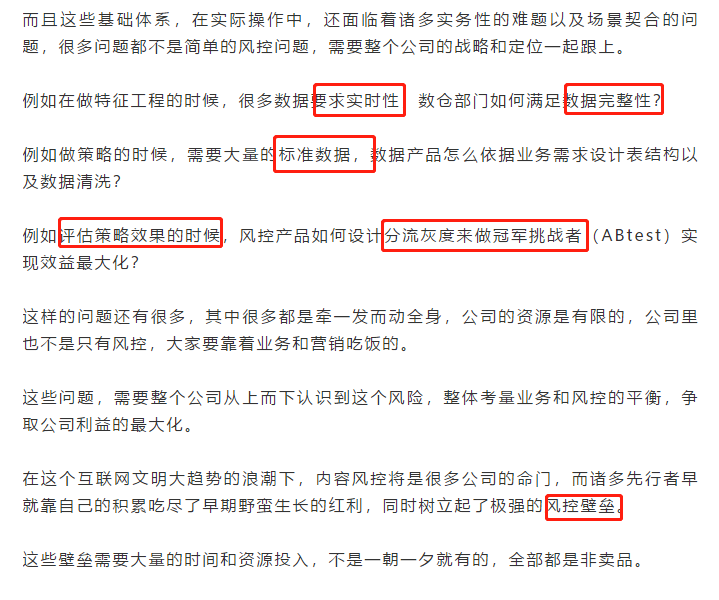 而且这些基础体系，在实际操作中，还面临着诸多实务性的难题以及场景契合的问
题，很多问题都不是简单的风控问题，需要整个公司的战略和定位一起跟上。
例如在做特征工程的时候，很多数据要求实时性 数仓部门如何满足数据完整性？
例如做策略的时候，需要大量的标准数据，数据产品怎么依据业务需求设计表结构以
及数据清洗？
例如评估策略效果的时候，风控产品如何设计分流灰度来做冠军挑战者（ABtest）实
现效益最大化？
这样的问题还有很多，其中很多都是牵一发而动全身，公司的资源是有限的，公司里
也不是只有风控，大家要靠着业务和营销吃饭的。
这些问题，需要整个公司从上而下认识到这个风险，整体考量业务和风控的平衡，争
取公司利益的最大化。
在这个互联网文明大趋势的浪潮下，内容风控将是很多公司的命门，而诸多先行者早
就靠自己的积累吃尽了早期野蛮生长的红利，同时树立起了极强的风控壁垒。
这些壁垒需要大量的时间和资源投入，不是一朝一夕就有的，全部都是非卖品。